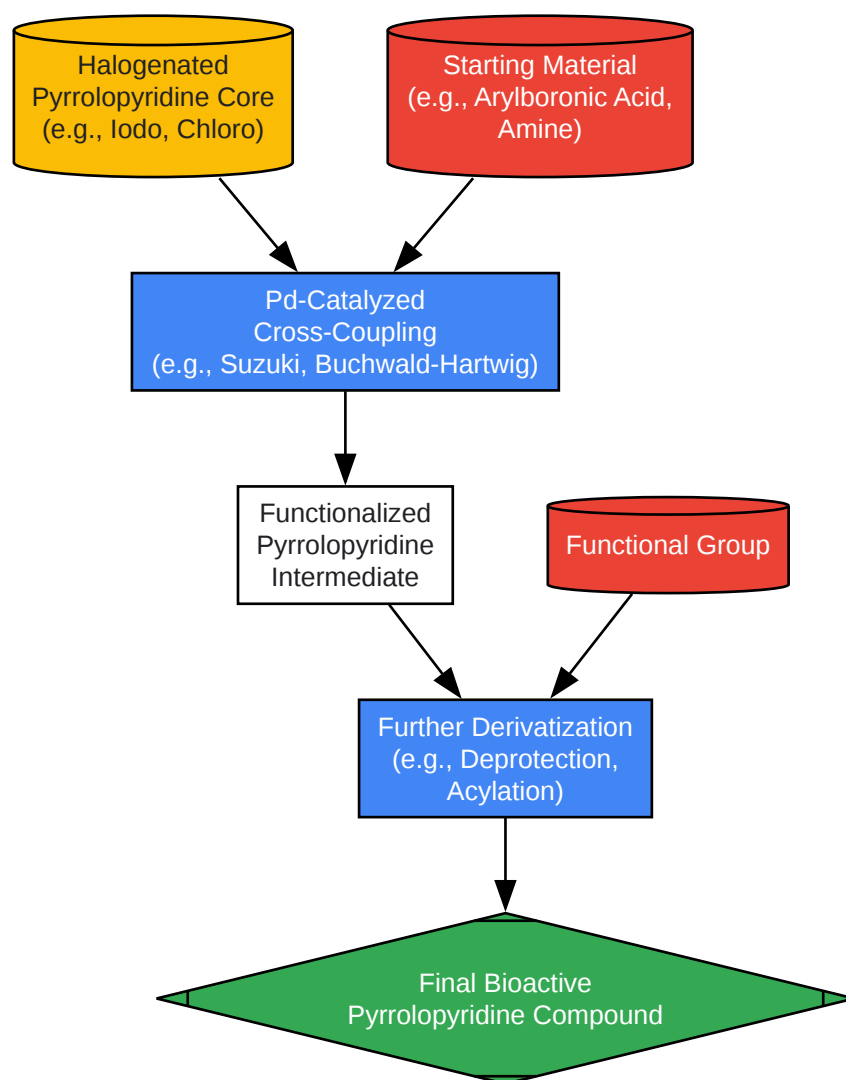 Halogenated
Pyrrolopyridine Core
(e.g., Iodo, Chloro)
Starting Material
(e.g., Arylboronic Acid,
Amine)
Pd-Catalyzed
Cross-Coupling
(e.g., Suzuki, Buchwald-Hartwig)
Functionalized
Pyrrolopyridine
Intermediate
Functional Group
Further Derivatization
(e.g., Deprotection,
Acylation)
Final Bioactive
Pyrrolopyridine Compound